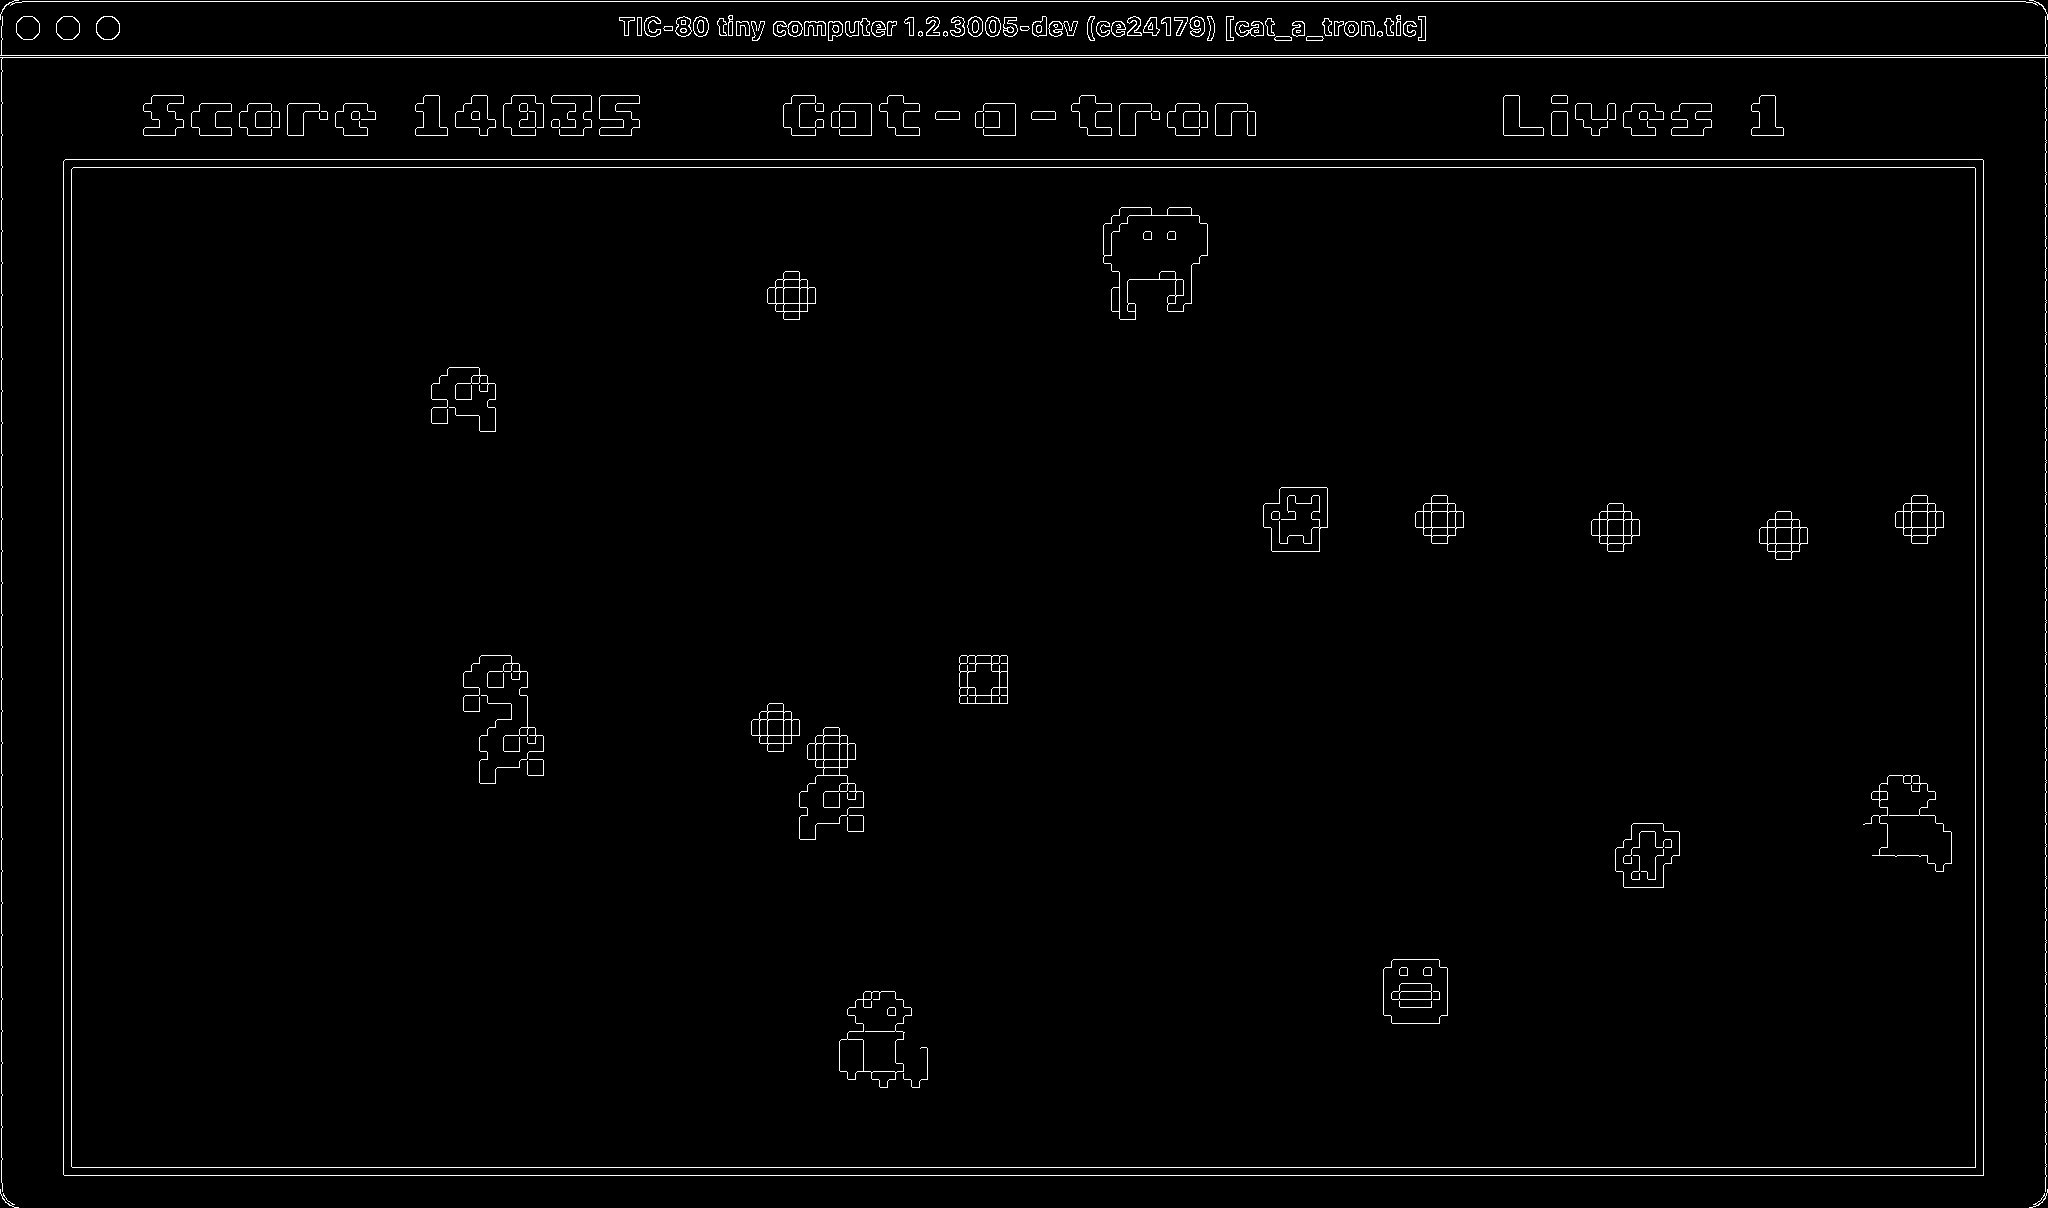 TIC-80 tiny computer 1.2.3005-dev (ce24179) [cat_a_tron.tic]
Score 14035 Cat-a-tron Lives 1